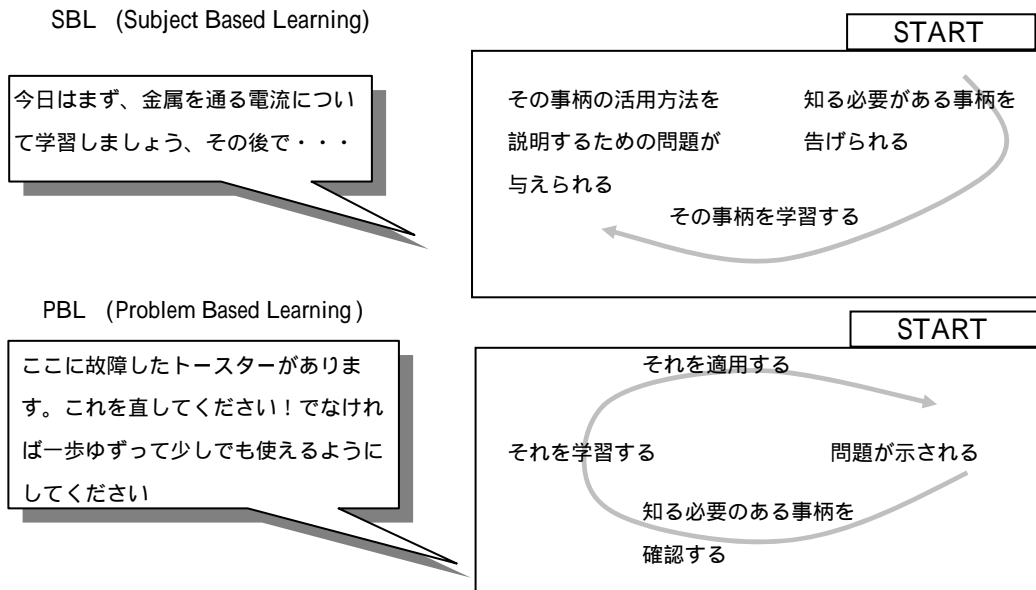 SBL (Subject Based Learning)
START
今日はまず、金属を通る電流につい
て学習しましょう、その後で・・・
その事柄の活用方法を
説明するための問題が
与えられる
知る必要がある事柄を
告げられる
その事柄を学習する
PBL (Problem Based Learning)
START
ここに故障したトースターがありま
す。これを直してください！でなけれ
ば一歩ゆずって少しでも使えるように
してください
それを適用する
それを学習する
問題が示される
知る必要のある事柄を
確認する